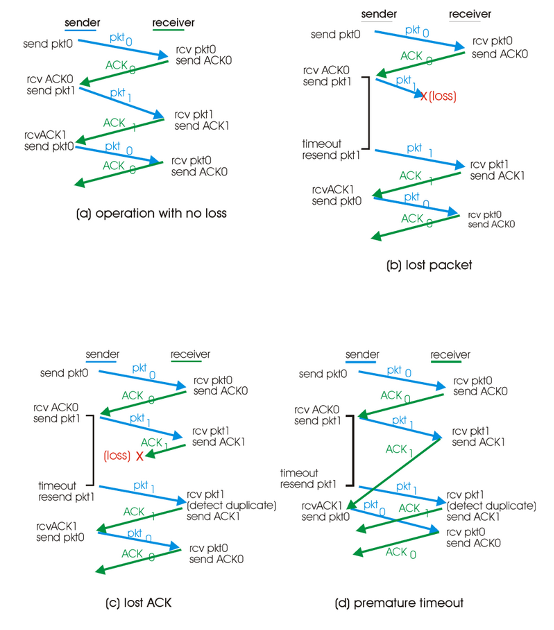 sender receiver
send pkt0
pkt 0
rcv pkt0
send ACK0
ACK 0
rcv ACK0
send pkt1
pkt 1
rcv pkt1
send ACK1
ACK 1
rcvACK1
send pkt0
pkt 0
rcv pkt0
send ACK0
ACK 0
(a) operation with no loss
sender receiver
send pkt0
pkt 0
rcv pkt0
send ACK0
ACK 0
rcv ACK0
send pkt1
pkt 1
X (loss)
timeout
resend pkt1
pkt 1
rcv pkt1
send ACK1
ACK 1
rcvACK1
send pkt0
pkt 0
rcv pkt0
send ACK0
ACK 0
(b) lost packet
sender receiver
send pkt0
pkt 0
rcv pkt0
send ACK0
ACK 0
rcv ACK0
send pkt1
pkt 1
rcv pkt1
send ACK1
ACK 1
(loss) X
timeout
resend pkt1
pkt 1
rcv pkt1
(detect duplicate)
send ACK1
ACK 1
rcvACK1
send pkt0
pkt 0
rcv pkt0
send ACK0
ACK 0
(c) lost ACK
sender receiver
send pkt0
pkt 0
rcv pkt0
send ACK0
ACK 0
rcv ACK0
send pkt1
pkt 1
rcv pkt1
send ACK1
ACK 1
timeout
resend pkt1
pkt 1
rcv pkt1
(detect duplicate)
send ACK1
rcvACK1
send pkt0
pkt 0
ACK 1
rcv pkt0
send ACK0
ACK 0
(d) premature timeout